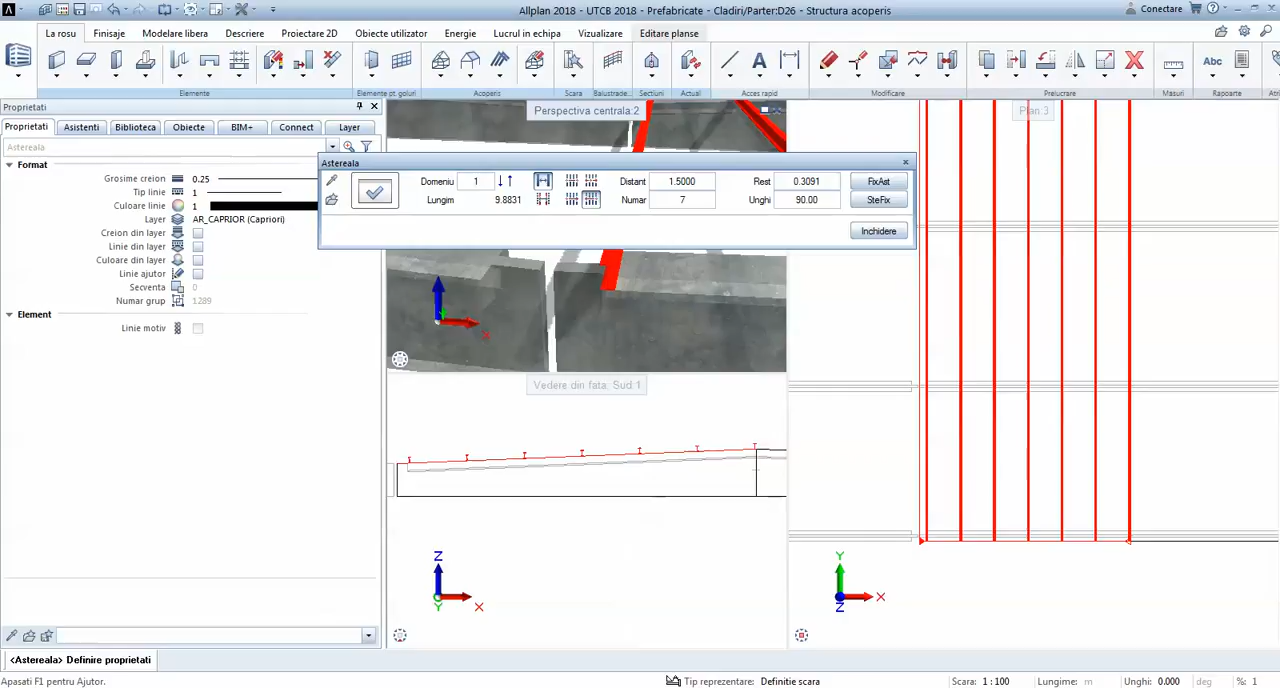 Allplan 2018 - UTCB 2018 - Prefabricate - Cladiri/Parter:D26 - Structura acoperis
Conectare
La rosu
Finisaje
Modelare libera
Descriere
Proiectare 2D
Obiecte utilizator
Energie
Lucrul in echipa
Vizualizare
Editare planse
Abc
Elemente
Elemente pt. goluri
Acoperis
Scara
Balustrade...
Sectiuni
Actual
Acces rapid
Modificare
Prelucrare
Masuri
Rapoarte
Proprietati
Proprietati
Asistenti
Biblioteca
Obiecte
BIM+
Connect
Layer
Astereala
Format
Grosime creion 0.25
Tip linie 1
Culoare linie 1
Layer AR_CAPRIOR (Capriori)
Creion din layer
Linie din layer
Culoare din layer
Linie ajutor
Secventa 0
Numar grup 1289
Element
Linie motiv
Perspectiva centrala:2
Plan:3
Astereala
Domeniu 1
Distant 1.5000
Rest 0.3091
FixAst
Lungim 9.8831
Numar 7
Unghi 90.00
SteFix
Inchidere
X
Vedere din fata: Sud:1
Z
Y
X
Y
X
Z
<Astereala> Definire proprietati
Apasati F1 pentru Ajutor.
Tip reprezentare: Definitie scara
Scara: 1 : 100
Lungime: m
Unghi: 0.000 deg
%: 1